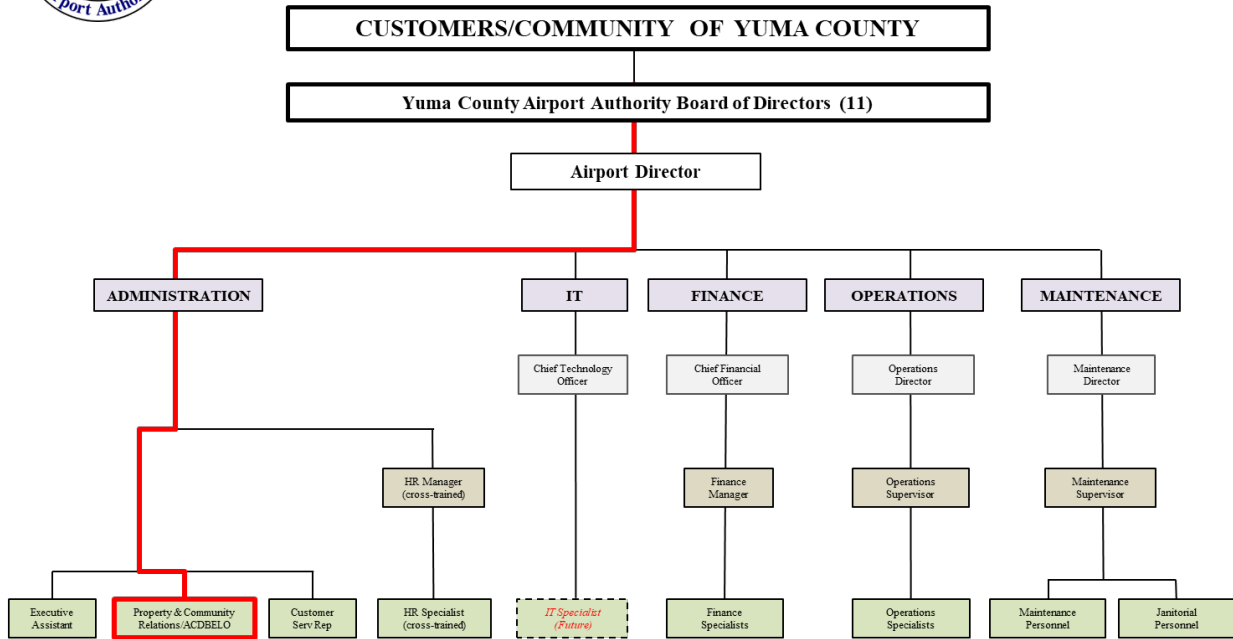 port Autho
CUSTOMERS/COMMUNITY OF YUMA COUNTY
Yuma County Airport Authority Board of Directors (11)
Airport Director
ADMINISTRATION
IT
FINANCE
OPERATIONS
MAINTENANCE
Chief Technology
Officer
Chief Financial
Officer
Operations
Director
Maintenance
Director
HR Manager
(cross-trained)
Finance
Manager
Operations
Supervisor
Maintenance
Supervisor
Executive
Assistant
Property & Community
Relations/ACDBELO
Customer
Serv Rep
HR Specialist
(cross-trained)
IT Specialist
(Future)
Finance
Specialists
Operations
Specialists
Maintenance
Personnel
Janitorial
Personnel